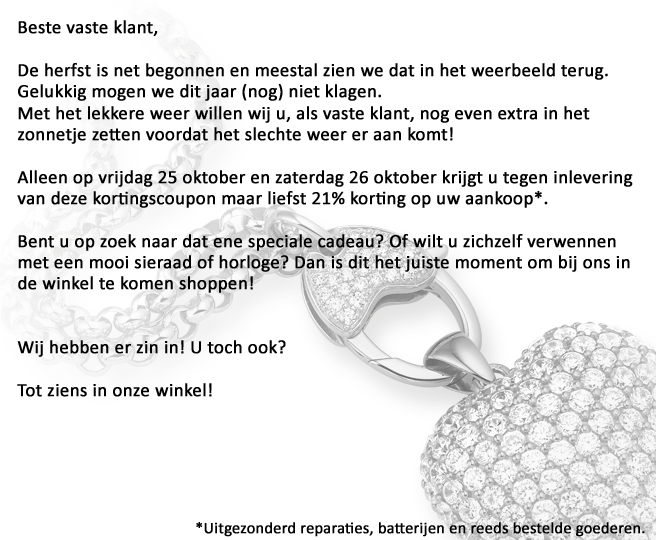 Beste vaste klant,
De herfst is net begonnen en meestal zien we dat in het weerbeeld terug.
Gelukkig mogen we dit jaar (nog) niet klagen.
Met het lekkere weer willen wij u, als vaste klant, nog even extra in het
zonnetje zetten voordat het slechte weer er aan komt!
Alleen op vrijdag 25 oktober en zaterdag 26 oktober krijgt u tegen inlevering
van deze kortingscoupon maar liefst 21% korting op uw aankoop*.
Bent u op zoek naar dat ene speciale cadeau? Of wilt u zichzelf verwennen
met een mooi sieraad of horloge? Dan is dit het juiste moment om bij ons in
de winkel te komen shoppen!
Wij hebben er zin in! U toch ook?
Tot ziens in onze winkel!
*Uitgezonderd reparaties, batterijen en reeds bestelde goederen.